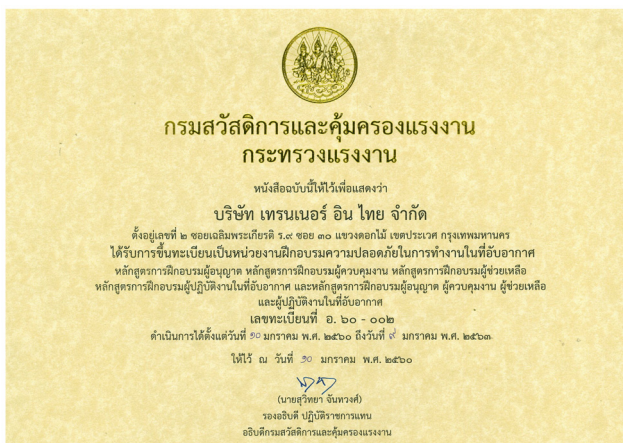 กรมสวัสดิการและคุ้มครองแรงงาน
กระทรวงแรงงาน
หนังสือฉบับนี้ให้ไว้เพื่อแสดงว่า
บริษัท เทรนเนอร์ อิน ไทย จำกัด
ตั้งอยู่เลขที่ ๒ ซอยเฉลิมพระเกียรติ ร.๙ ซอย ๓๐ แขวงดอกไม้ เขตประเวศ กรุงเทพมหานคร
ได้รับการขึ้นทะเบียนเป็นหน่วยงานฝึกอบรมความปลอดภัยในการทำงานในที่อับอากาศ
หลักสูตรการฝึกอบรมผู้อนุญาต หลักสูตรการฝึกอบรมผู้ควบคุมงาน หลักสูตรการฝึกอบรมผู้ช่วยเหลือ
หลักสูตรการฝึกอบรมผู้ปฏิบัติงานในที่อับอากาศ และหลักสูตรการฝึกอบรมผู้อนุญาต ผู้ควบคุมงาน ผู้ช่วยเหลือ
และผู้ปฏิบัติงานในที่อับอากาศ
เลขทะเบียนที่ อ. ๖๐ - ๐๐๒
ดำเนินการได้ตั้งแต่วันที่ ๑๐ มกราคม พ.ศ. ๒๕๖๐ ถึงวันที่ ๙ มกราคม พ.ศ. ๒๕๖๓
ให้ไว้ ณ วันที่ ๑๐ มกราคม พ.ศ. ๒๕๖๐
(นายสุวิทยา จันทวงศ์)
รองอธิบดี ปฏิบัติราชการแทน
อธิบดีกรมสวัสดิการและคุ้มครองแรงงาน